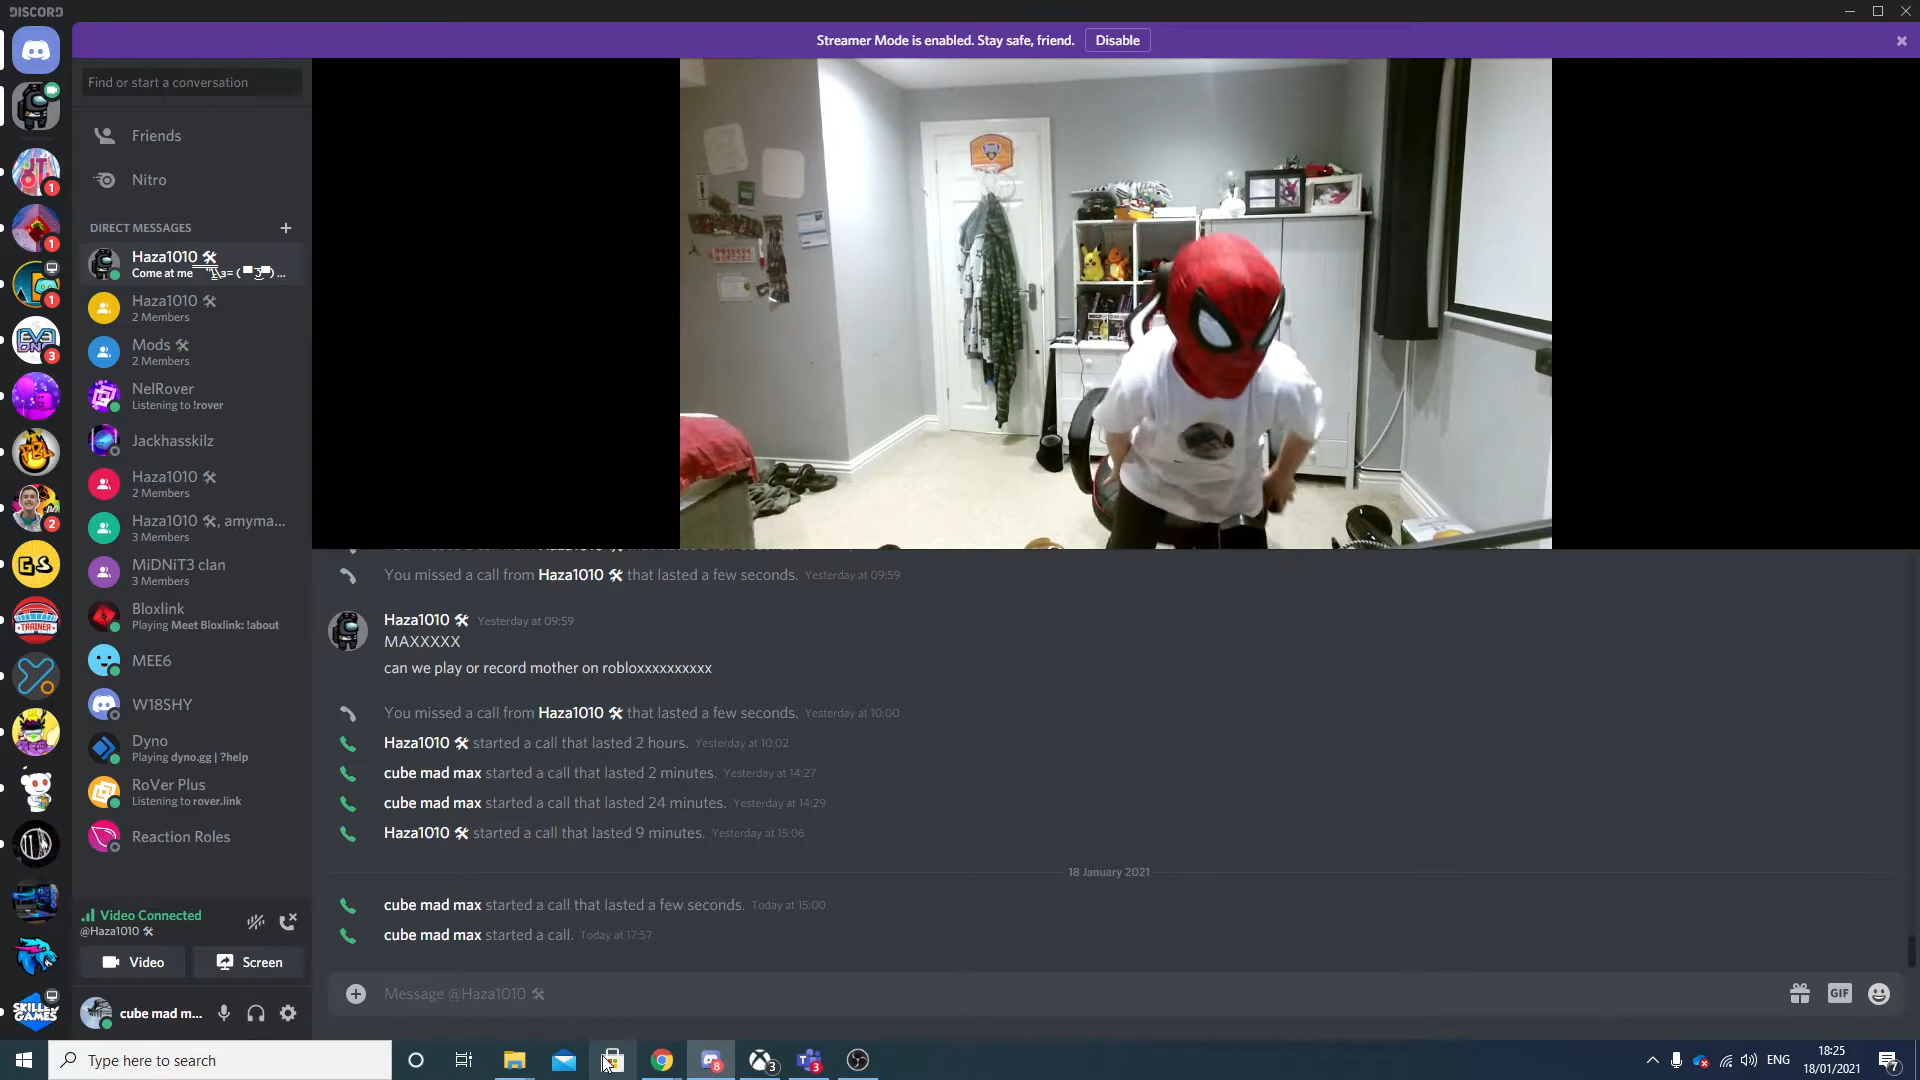 DISCORD
Streamer Mode is enabled. Stay safe, friend.
Disable
Find or start a conversation
Friends
Nitro
DIRECT MESSAGES
Haza1010
Come at me
Haza1010
2 Members
Mods
2 Members
NelRover
Listening to !rover
Jackhasskilz
Haza1010
2 Members
Haza1010 , amyma...
3 Members
MiDNiT3 clan
3 Members
Bloxlink
Playing Meet Bloxlink: !about
MEE6
W18SHY
Dyno
Playing dyno.gg | ?help
RoVer Plus
Listening to rover.link
Reaction Roles
Video Connected
@Haza1010
Video
Screen
cube mad m...
You missed a call from Haza1010 that lasted a few seconds. Yesterday at 09:59
Haza1010 Yesterday at 09:59
MAXXXXX
can we play or record mother on robloxxxxxxxxxx
You missed a call from Haza1010 that lasted a few seconds. Yesterday at 10:00
Haza1010 started a call that lasted 2 hours. Yesterday at 10:02
cube mad max started a call that lasted 2 minutes. Yesterday at 14:27
cube mad max started a call that lasted 24 minutes. Yesterday at 14:29
Haza1010 started a call that lasted 9 minutes. Yesterday at 15:06
18 January 2021
cube mad max started a call that lasted a few seconds. Today at 15:00
cube mad max started a call. Today at 17:57
Message @Haza1010
GIF
Type here to search
ENG
18:25
18/01/2021